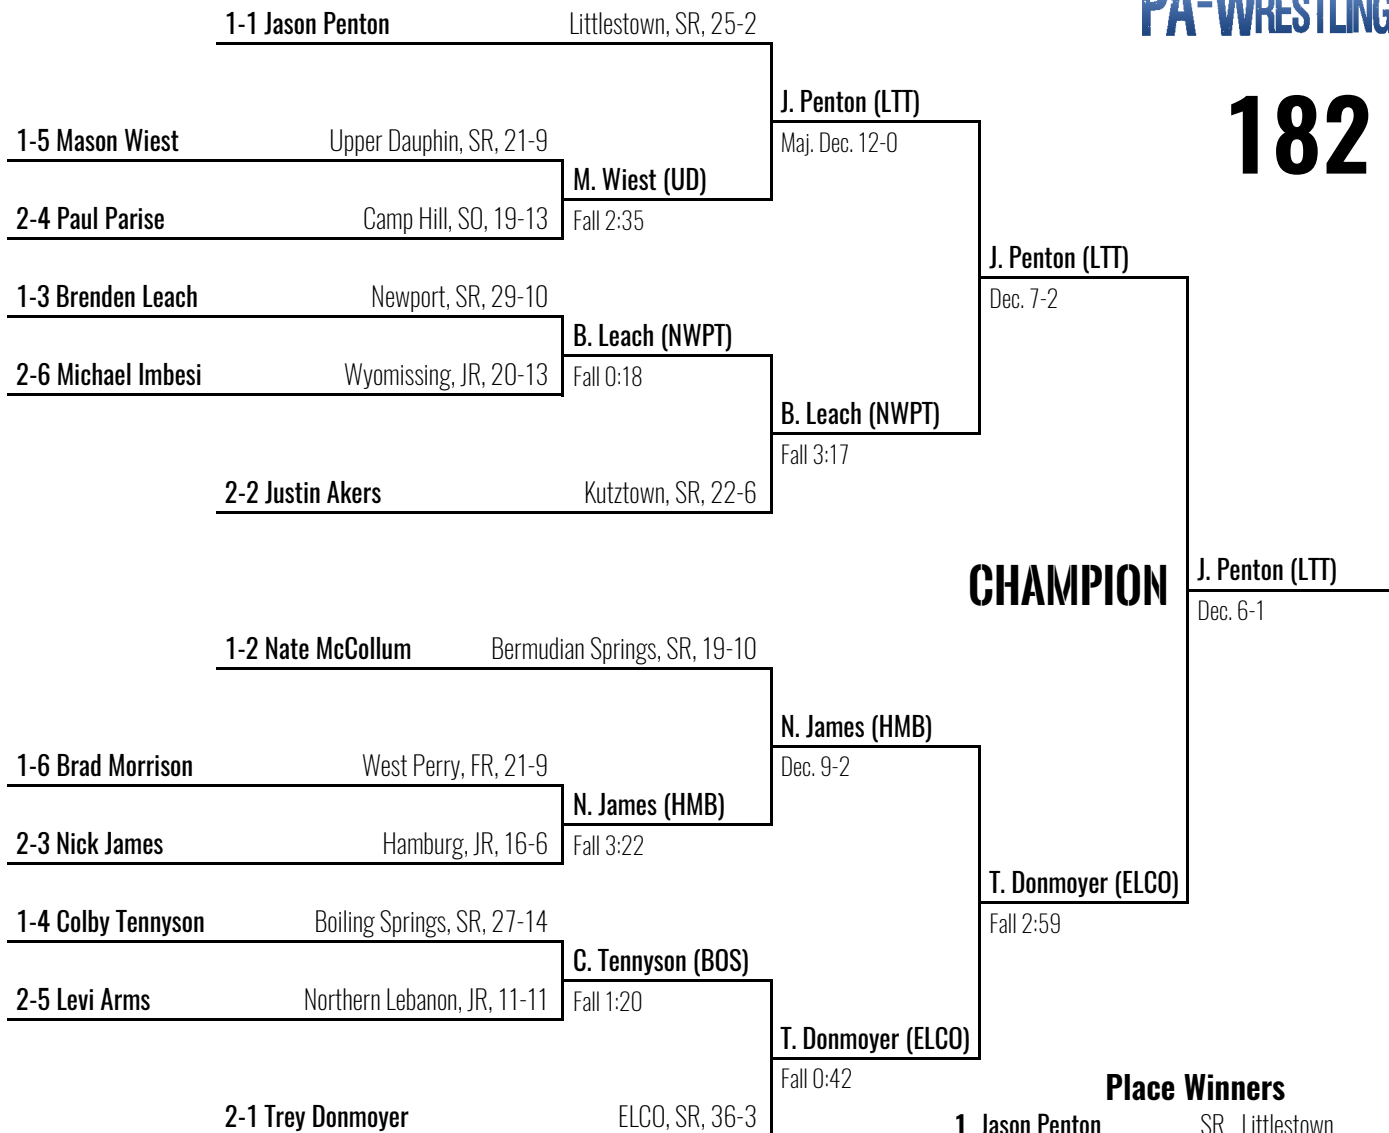 PA-WRESTLING
182
1-1 Jason Penton Littlestown, SR, 25-2
J. Penton (LTT)
Maj. Dec. 12-0
1-5 Mason Wiest Upper Dauphin, SR, 21-9
M. Wiest (UD)
Fall 2:35
2-4 Paul Parise Camp Hill, SO, 19-13
J. Penton (LTT)
Dec. 7-2
1-3 Brenden Leach Newport, SR, 29-10
B. Leach (NWPT)
Fall 0:18
2-6 Michael Imbesi Wyomissing, JR, 20-13
B. Leach (NWPT)
Fall 3:17
2-2 Justin Akers Kutztown, SR, 22-6
CHAMPION
J. Penton (LTT)
Dec. 6-1
1-2 Nate McCollum Bermudian Springs, SR, 19-10
N. James (HMB)
Dec. 9-2
1-6 Brad Morrison West Perry, FR, 21-9
N. James (HMB)
Fall 3:22
2-3 Nick James Hamburg, JR, 16-6
T. Donmoyer (ELCO)
Fall 2:59
1-4 Colby Tennyson Boiling Springs, SR, 27-14
C. Tennyson (BOS)
Fall 1:20
2-5 Levi Arms Northern Lebanon, JR, 11-11
T. Donmoyer (ELCO)
Fall 0:42
2-1 Trey Donmoyer ELCO, SR, 36-3
Place Winners
1 Jason Penton SR Littlestown